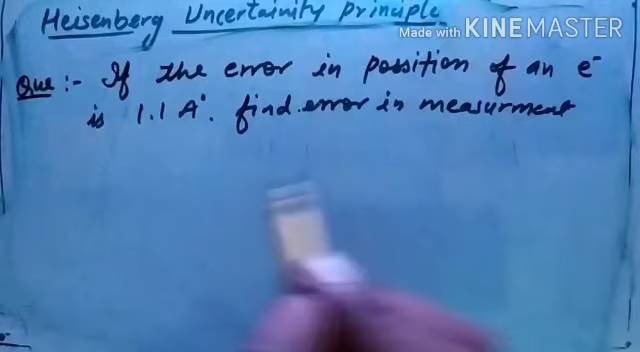 Heisenberg Uncertainity Principle
Made with KINEMASTER
Que :- If the error in possition of an e⁻
is 1.1 A°. find error in measurment